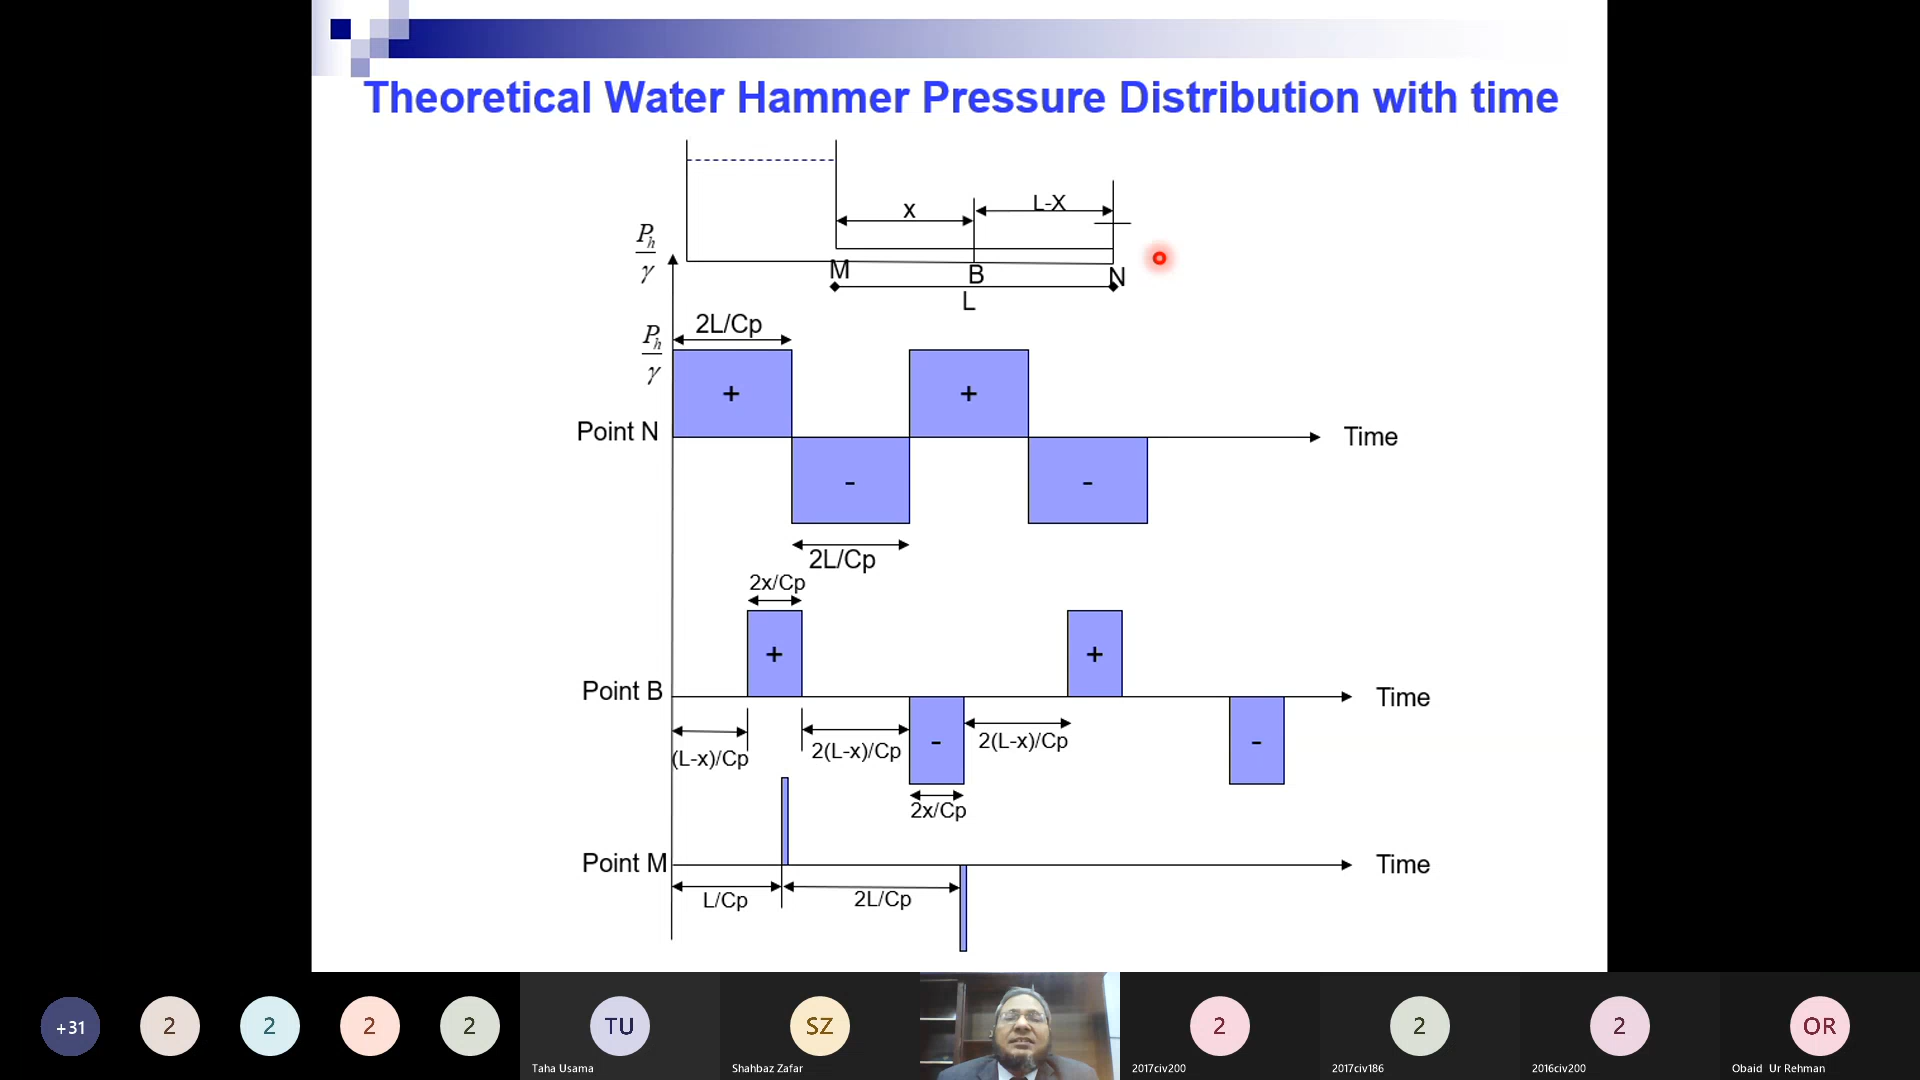 Theoretical Water Hammer Pressure Distribution with time
x
L-X
Ph
γ
M
B
N
L
2L/Cp
Ph
γ
+
+
Point N
Time
-
-
2L/Cp
2x/Cp
+
+
Point B
Time
(L-x)/Cp
2(L-x)/Cp
-
2(L-x)/Cp
-
2x/Cp
Point M
Time
L/Cp
2L/Cp
+31
2
2
2
2
TU
SZ
2
2
2
OR
Taha Usama
Shahbaz Zafar
2017civ200
2017civ186
2016civ200
Obaid Ur Rehman